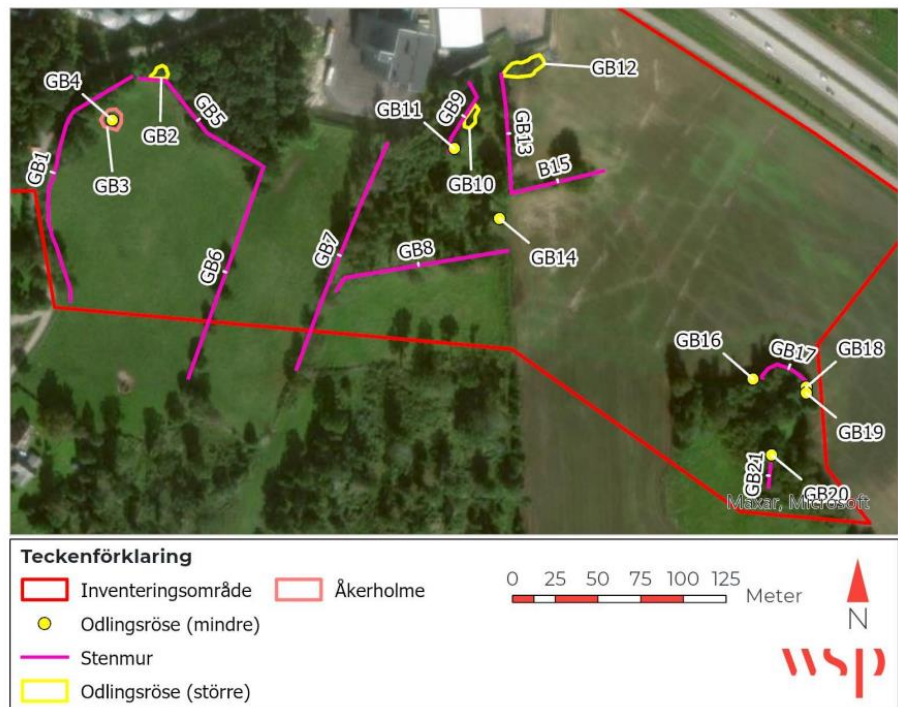 GB4
GB12
GB2
GB5
GB9
GB11
GB13
GB1
GB3
GB10
B15
GB7
GB14
GB8
GB6
GB16
GB17
GB18
GB19
GB21
GB20
Maxar, Microsoft
Teckenförklaring
Inventeringsområde
Åkerholme
Odlingsröse (mindre)
Stenmur
Odlingsröse (större)
0 25 50 75 100 125
Meter
N
wsp